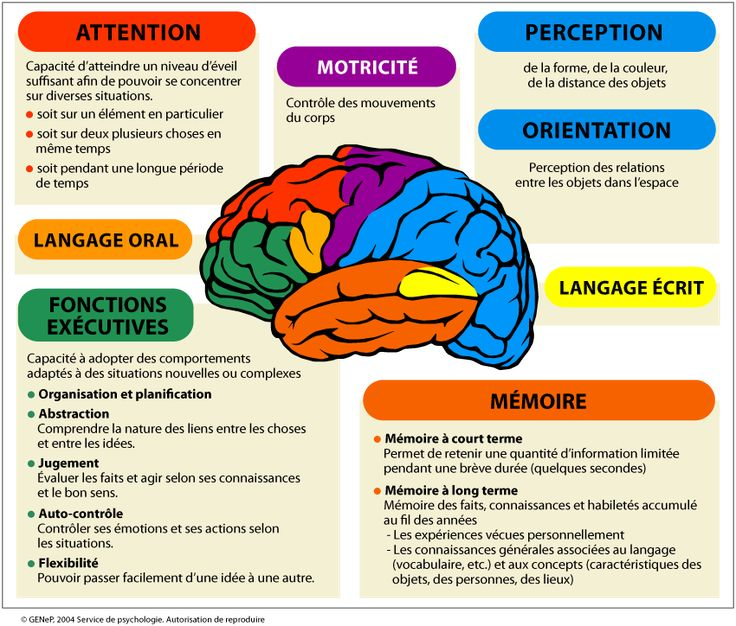 ATTENTION
Capacité d'atteindre un niveau d'éveil
suffisant afin de pouvoir se concentrer
sur diverses situations.
• soit sur un élément en particulier
• soit sur deux plusieurs choses en
même temps
• soit pendant une longue période
de temps
MOTRICITÉ
Contrôle des mouvements
du corps
PERCEPTION
de la forme, de la couleur,
de la distance des objets
ORIENTATION
Perception des relations
entre les objets dans l'espace
LANGAGE ORAL
LANGAGE ÉCRIT
FONCTIONS
EXÉCUTIVES
Capacité à adopter des comportements
adaptés à des situations nouvelles ou complexes
• Organisation et planification
• Abstraction
Comprendre la nature des liens entre les choses
et entre les idées.
• Jugement
Évaluer les faits et agir selon ses connaissances
et le bon sens.
• Auto-contrôle
Contrôler ses émotions et ses actions selon
les situations.
• Flexibilité
Pouvoir passer facilement d'une idée à une autre.
MÉMOIRE
• Mémoire à court terme
Permet de retenir une quantité d'information limitée
pendant une brève durée (quelques secondes)
• Mémoire à long terme
Mémoire des faits, connaissances et habiletés accumulé
au fil des années
- Les expériences vécues personnellement
- Les connaissances générales associées au langage
(vocabulaire, etc.) et aux concepts (caractéristiques des
objets, des personnes, des lieux)
© GENeP, 2004 Service de psychologie. Autorisation de reproduire